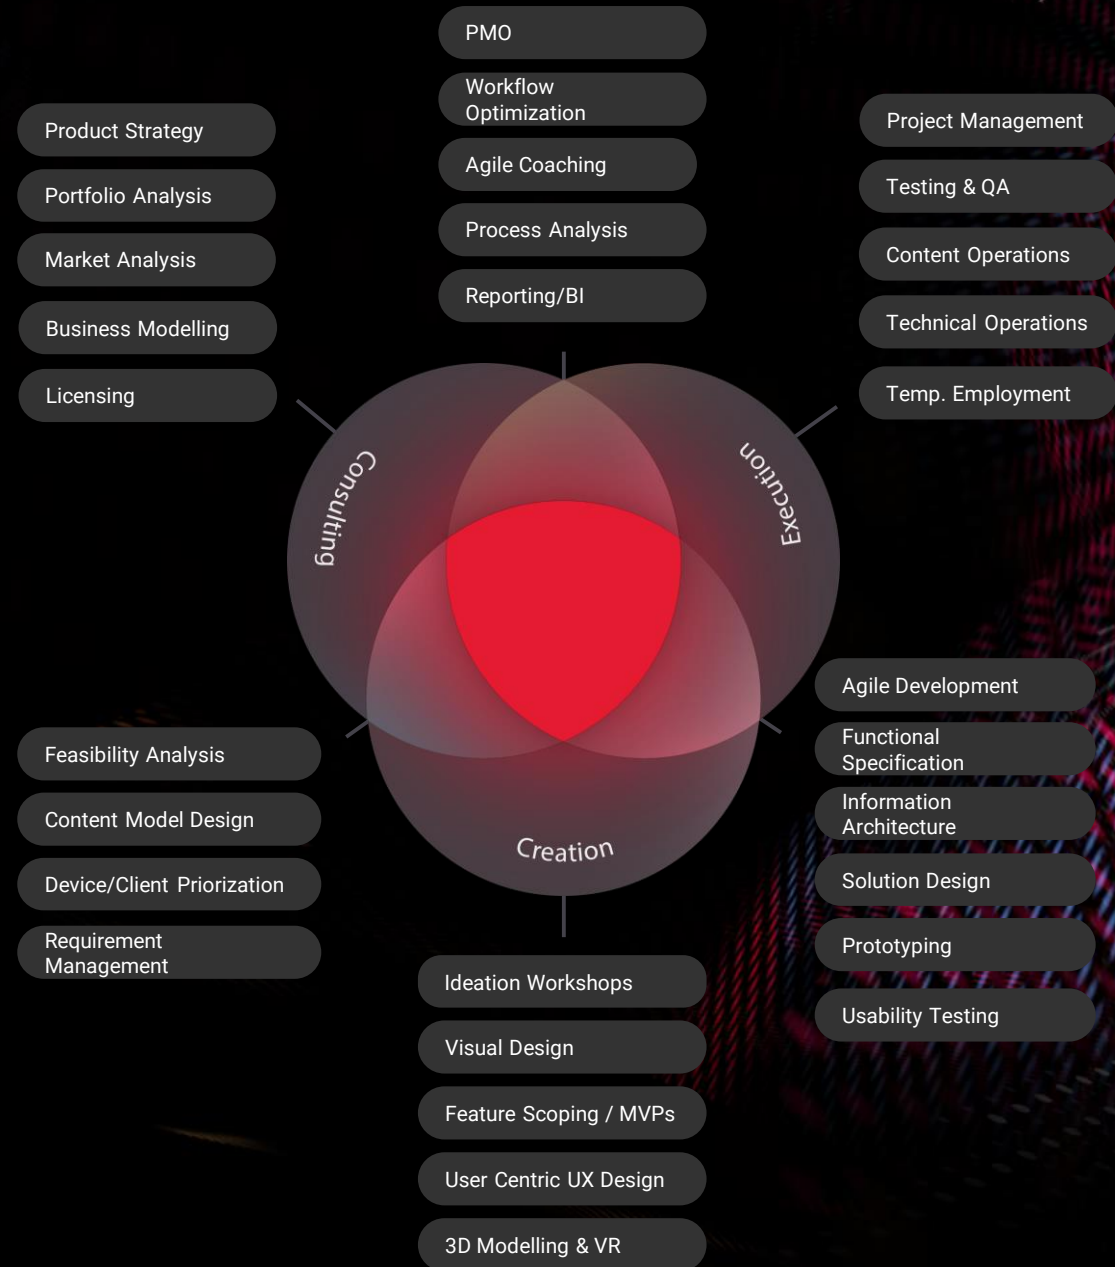 PMO
Workflow
Optimization
Agile Coaching
Process Analysis
Reporting/BI
Product Strategy
Portfolio Analysis
Market Analysis
Business Modelling
Licensing
Project Management
Testing & QA
Content Operations
Technical Operations
Temp. Employment
Consulting
Execution
Creation
Feasibility Analysis
Content Model Design
Device/Client Priorization
Requirement
Management
Agile Development
Functional
Specification
Information
Architecture
Solution Design
Prototyping
Usability Testing
Ideation Workshops
Visual Design
Feature Scoping / MVPs
User Centric UX Design
3D Modelling & VR